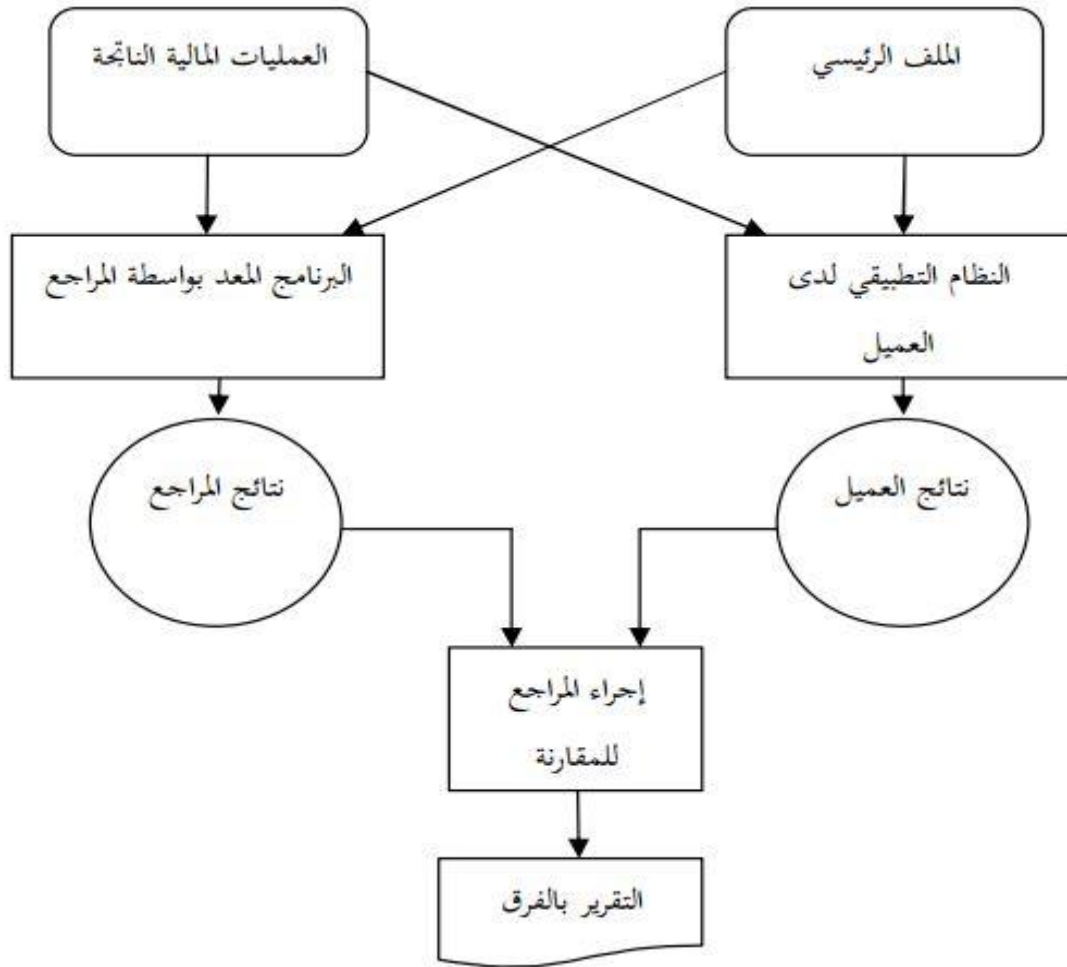 الملف الرئيسي
العمليات المالية الناتجة
النظام التطبيقي لدى
العميل
البرنامج المعد بواسطة المراجع
نتائج العميل
نتائج المراجع
إجراء المراجع
للمقارنة
التقرير بالفرق